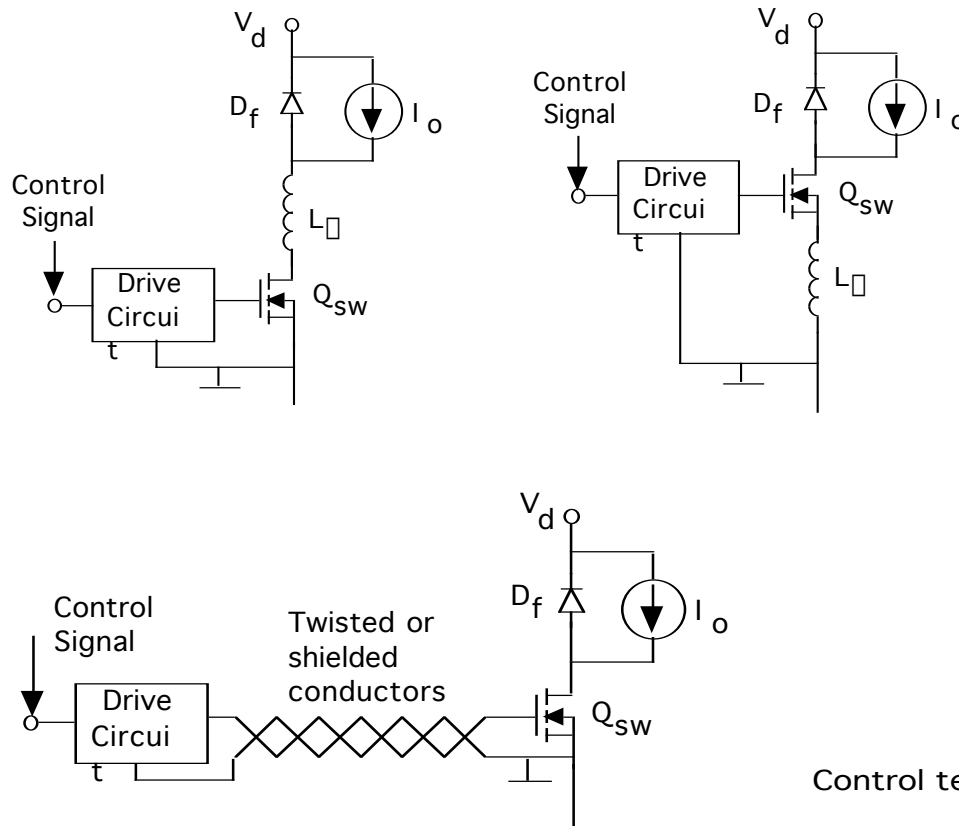 V d
D f
I o
Control
Signal
L
Drive
Circui
t
Q sw
V d
Control
Signal
D f
I
Drive
Circui
t
Q sw
L
V d
D f
I o
Control
Signal
Twisted or
shielded
conductors
Drive
Circui
t
Q sw
Control